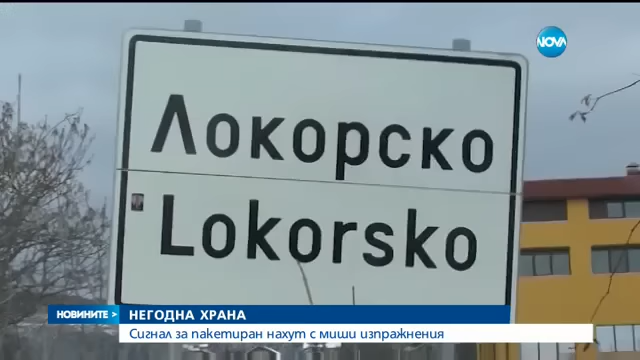 NOVA
Локорско
Lokorsko
НОВИНИТЕ
НЕГОДНА ХРАНА
Сигнал за пакетиран нахут с миши изпражнения